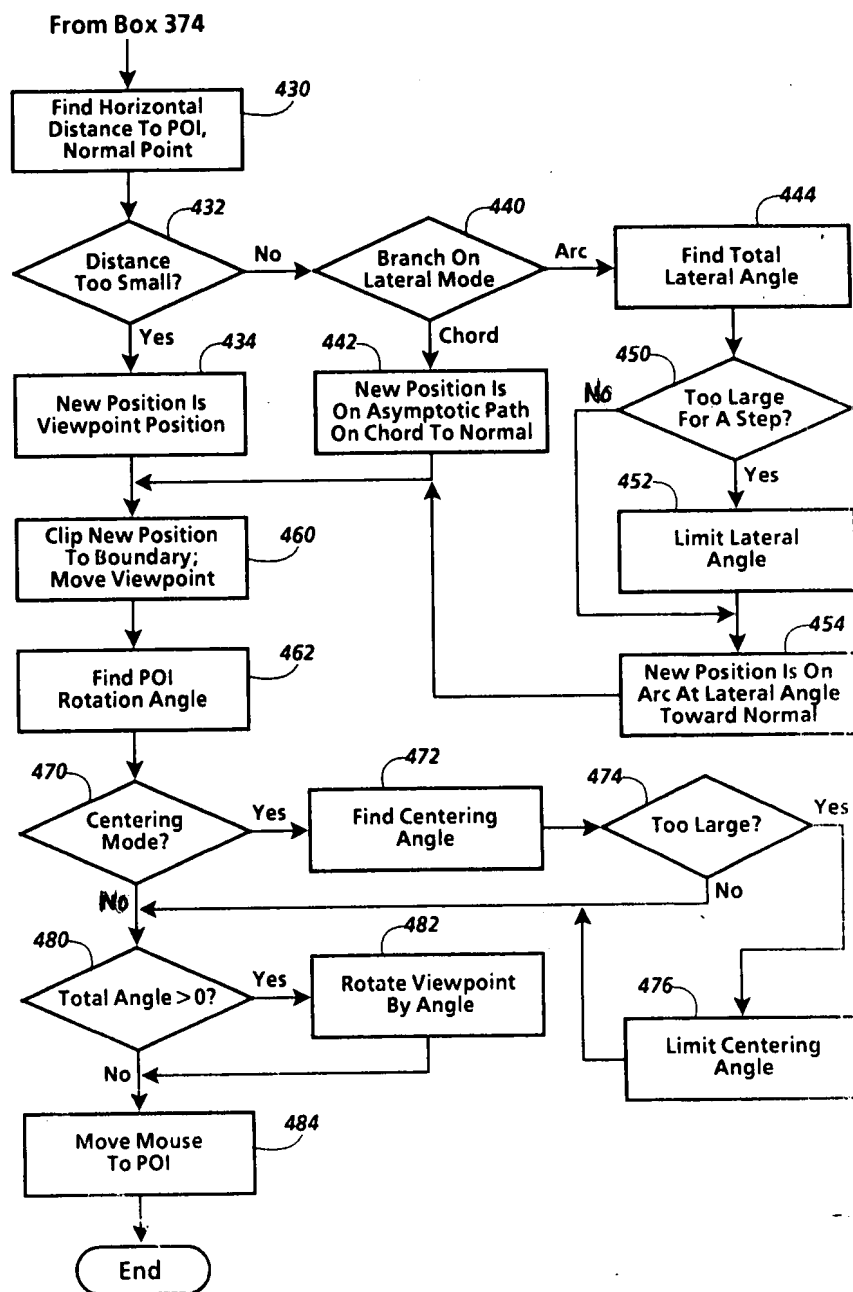 From Box 374
430
Find Horizontal
Distance To POI,
Normal Point
432
Distance
Too Small?
No
Yes
440
Branch On
Lateral Mode
Arc
Chord
444
Find Total
Lateral Angle
434
New Position Is
Viewpoint Position
442
New Position Is
On Asymptotic Path
On Chord To Normal
450
Too Large
For A Step?
No
Yes
452
Limit Lateral
Angle
454
New Position Is On
Arc At Lateral Angle
Toward Normal
Clip New Position
To Boundary;
Move Viewpoint
460
Find POI
Rotation Angle
462
470
Centering
Mode?
Yes
No
472
Find Centering
Angle
474
Too Large?
Yes
No
476
Limit Centering
Angle
480
Total Angle > 0?
Yes
No
482
Rotate Viewpoint
By Angle
Move Mouse
To POI
484
End